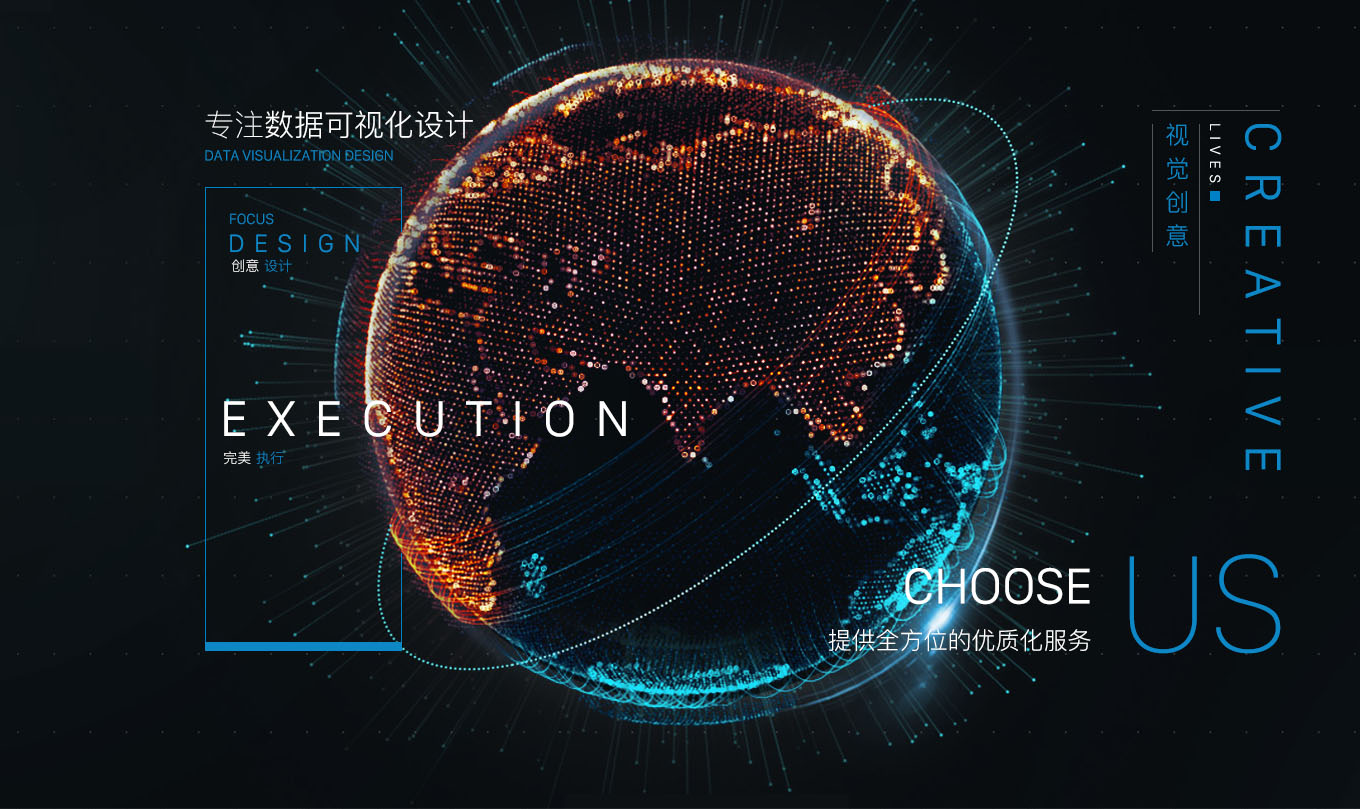 专注数据可视化设计
DATA VISUALIZATION DESIGN
FOCUS
DESIGN
创意 设计
EXECUTION
完美 执行
视觉创意
LIVES
CREATIVE
CHOOSE
US
提供全方位的优质化服务